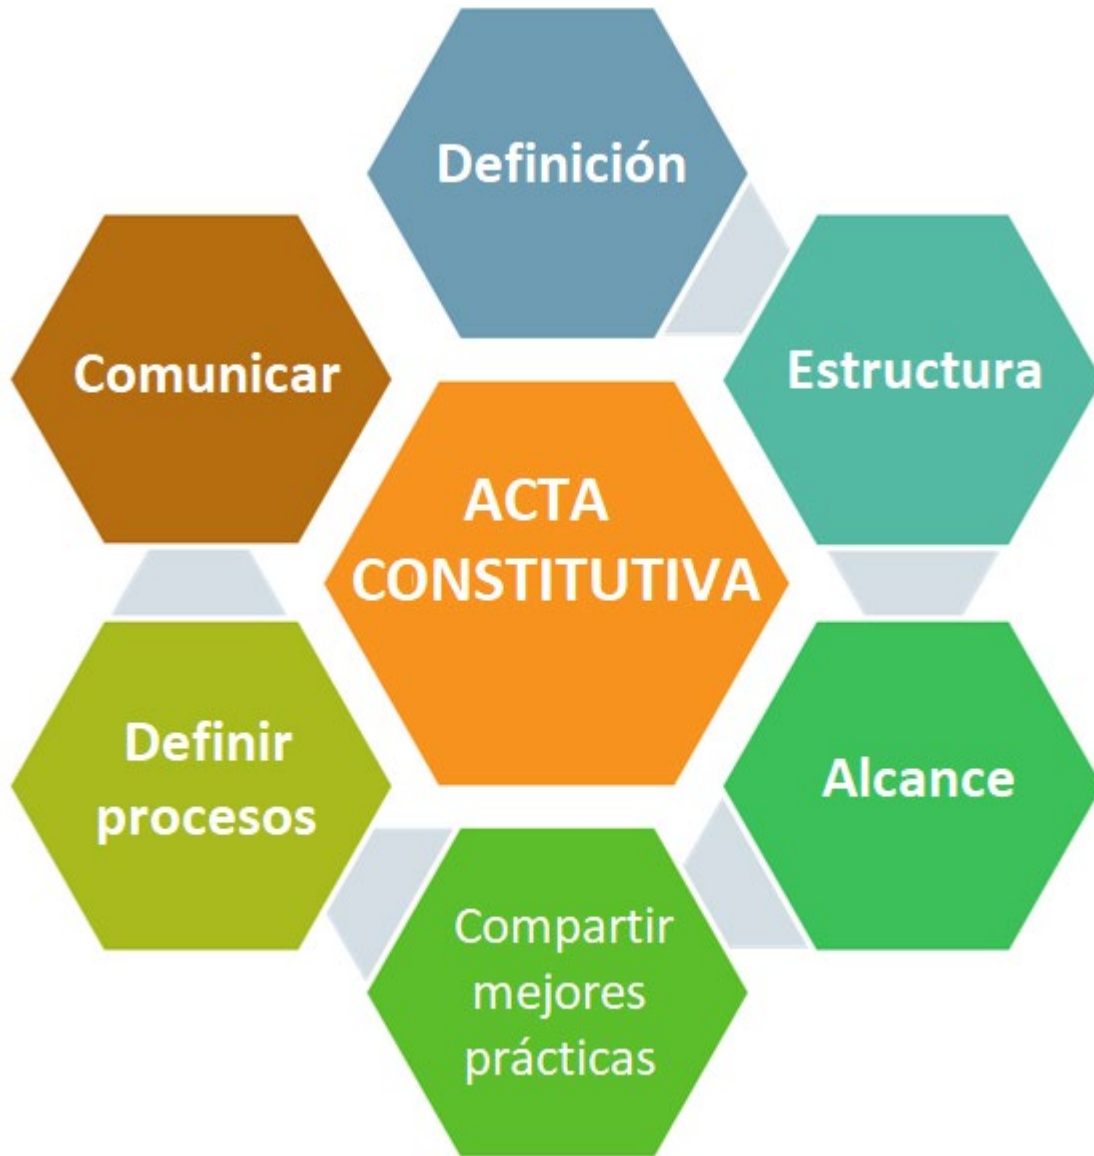 Definición
Estructura
Alcance
Compartir
mejores
prácticas
Definir
procesos
Comunicar
ACTA
CONSTITUTIVA